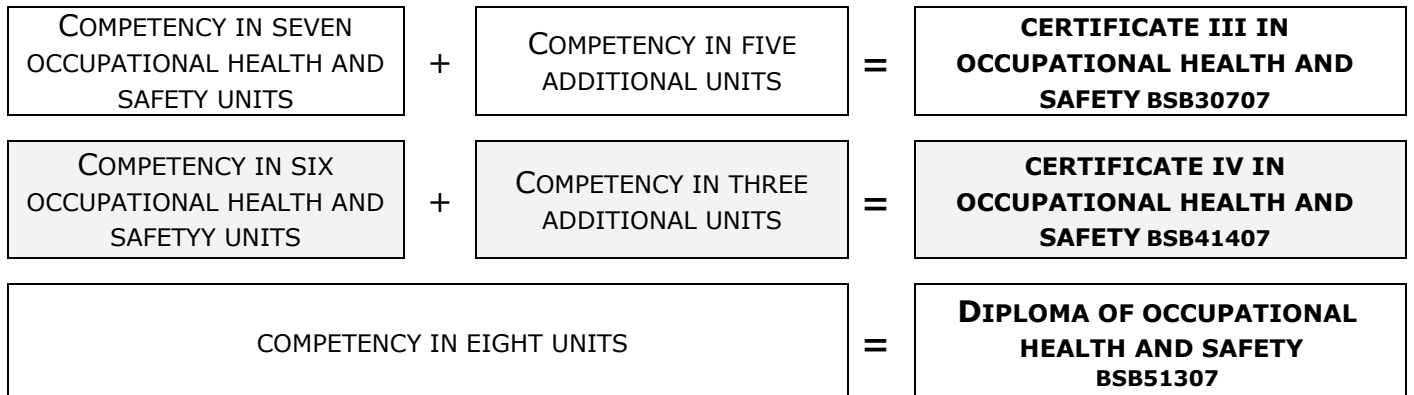 COMPETENCY IN SEVEN
OCCUPATIONAL HEALTH AND
SAFETY UNITS
+
COMPETENCY IN FIVE
ADDITIONAL UNITS
=
CERTIFICATE III IN
OCCUPATIONAL HEALTH AND
SAFETY BSB30707
COMPETENCY IN SIX
OCCUPATIONAL HEALTH AND
SAFETYY UNITS
+
COMPETENCY IN THREE
ADDITIONAL UNITS
=
CERTIFICATE IV IN
OCCUPATIONAL HEALTH AND
SAFETY BSB41407
COMPETENCY IN EIGHT UNITS
=
DIPLOMA OF OCCUPATIONAL
HEALTH AND SAFETY
BSB51307